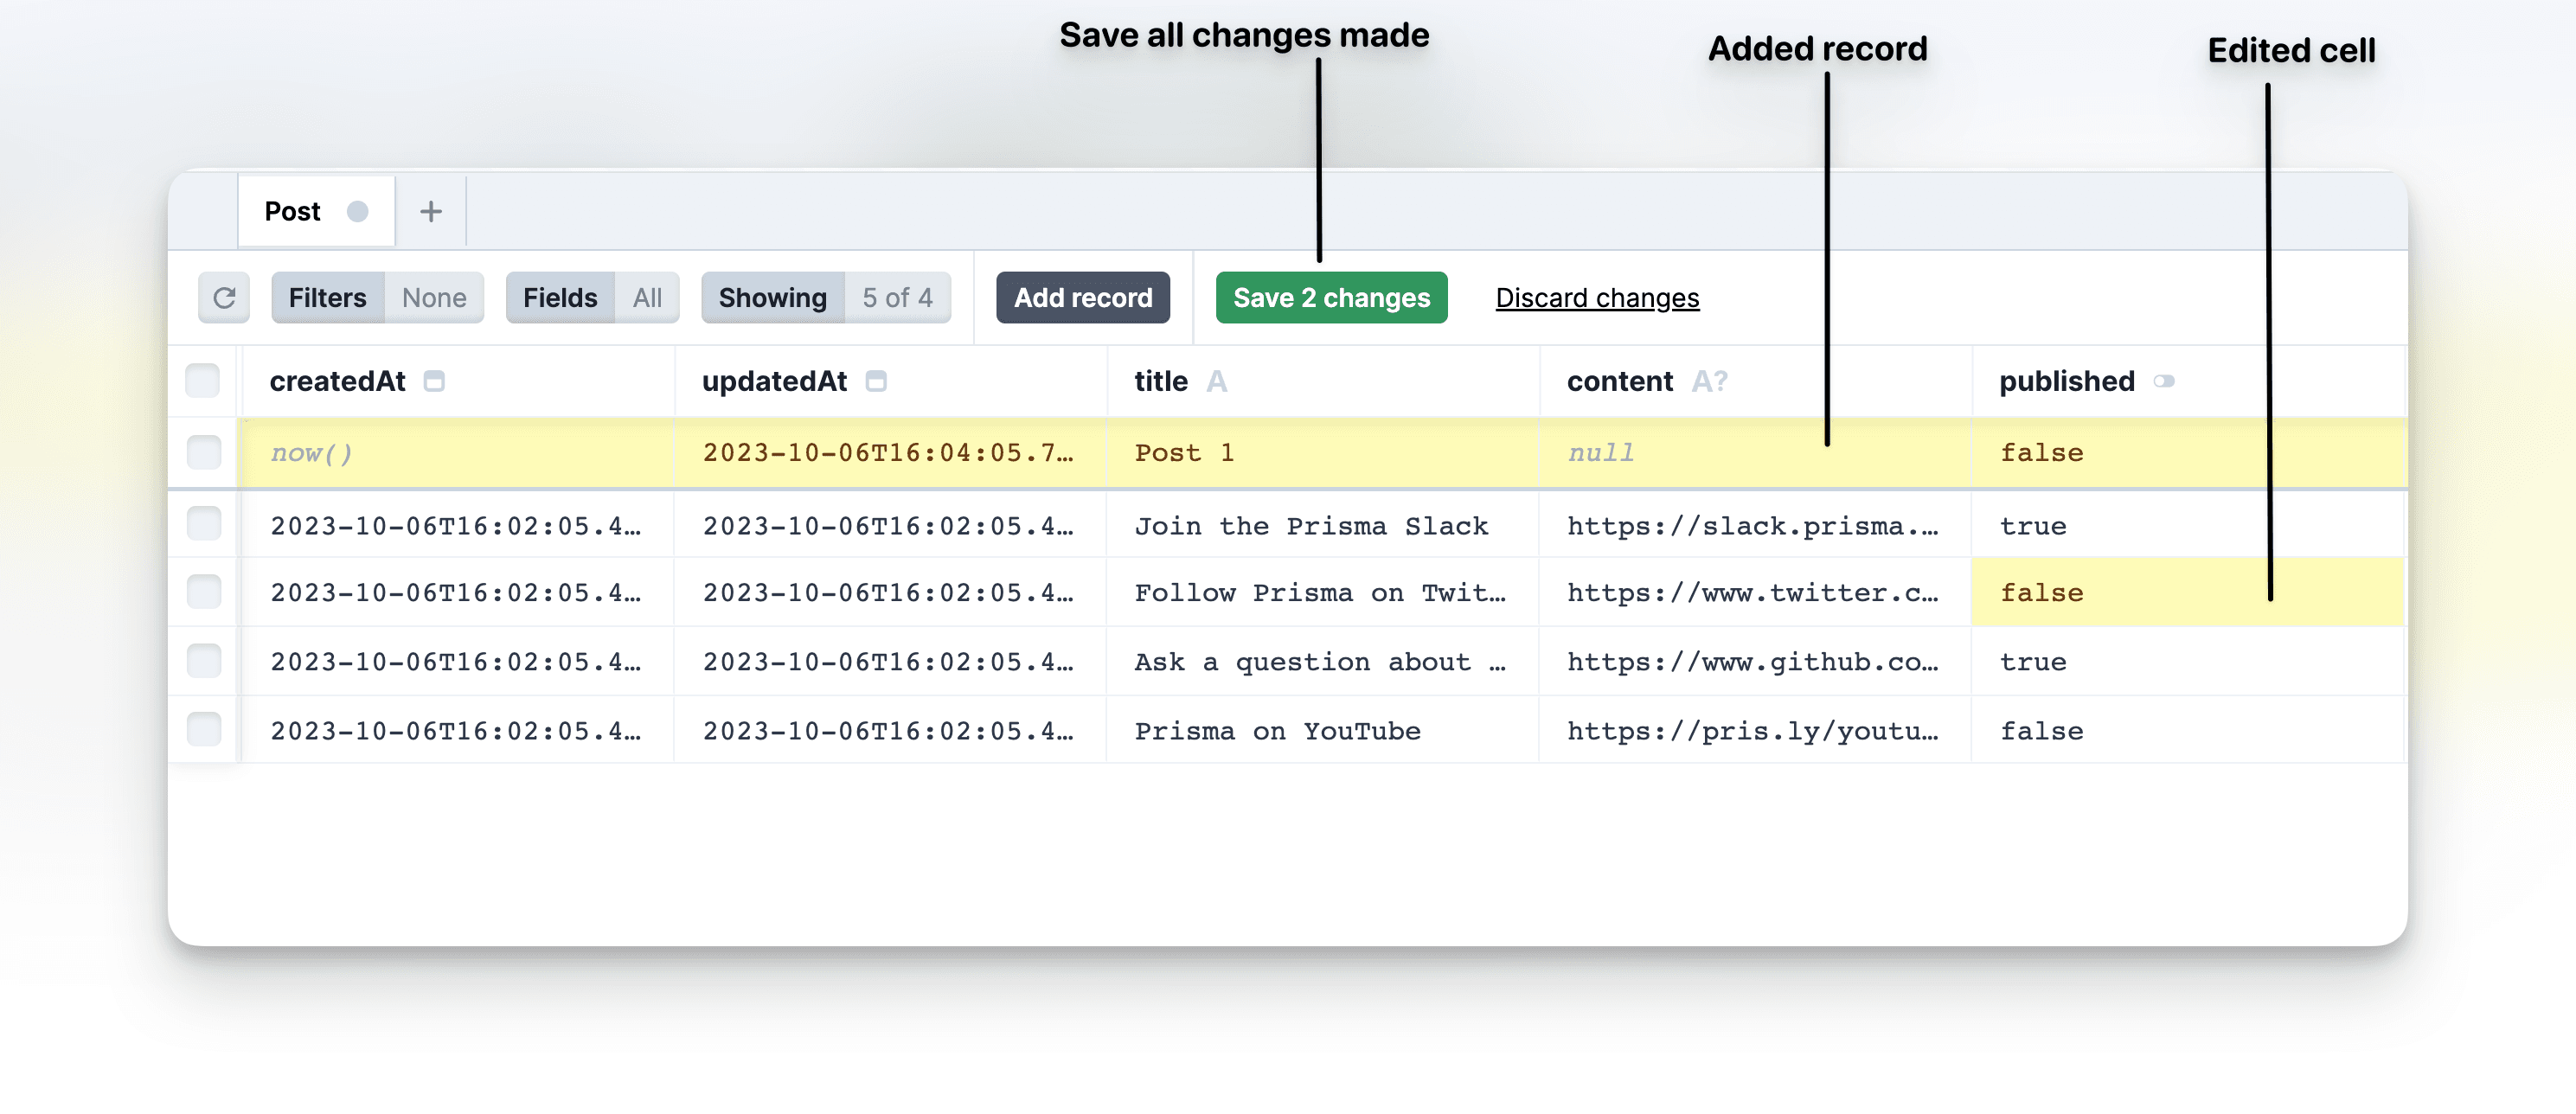 Save all changes made
Added record
Edited cell
Post
Filters None Fields All Showing 5 of 4 Add record Save 2 changes Discard changes
createdAt updatedAt title A content A? published
now() 2023-10-06T16:04:05.7… Post 1 null false
2023-10-06T16:02:05.4… 2023-10-06T16:02:05.4… Join the Prisma Slack https://slack.prisma.… true
2023-10-06T16:02:05.4… 2023-10-06T16:02:05.4… Follow Prisma on Twit… https://www.twitter.c… false
2023-10-06T16:02:05.4… 2023-10-06T16:02:05.4… Ask a question about … https://www.github.co… true
2023-10-06T16:02:05.4… 2023-10-06T16:02:05.4… Prisma on YouTube https://pris.ly/youtu… false